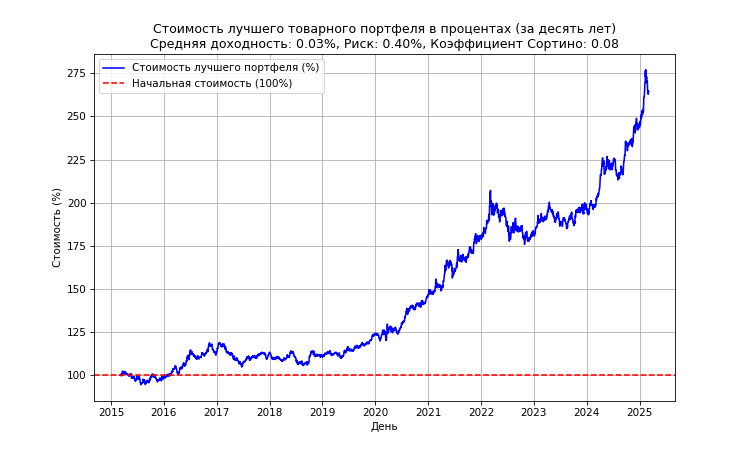 Стоимость лучшего товарного портфеля в процентах (за десять лет)
Средняя доходность: 0.03%, Риск: 0.40%, Коэффициент Сортино: 0.08
Стоимость лучшего портфеля (%)
Начальная стоимость (100%)
Стоимость (%)
275
250
225
200
175
150
125
100
2015 2016 2017 2018 2019 2020 2021 2022 2023 2024 2025
День